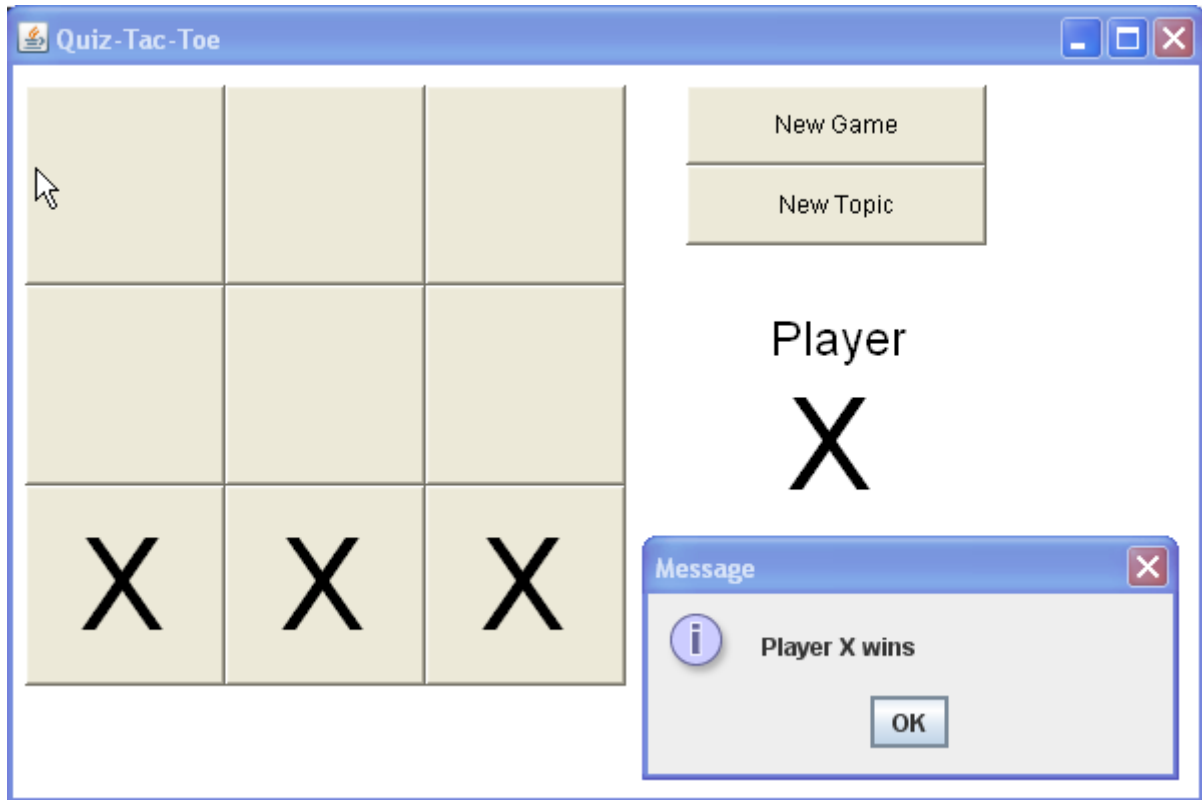 Quiz-Tac-Toe
New Game
New Topic
Player
X
X X X
Message
i
Player X wins
OK